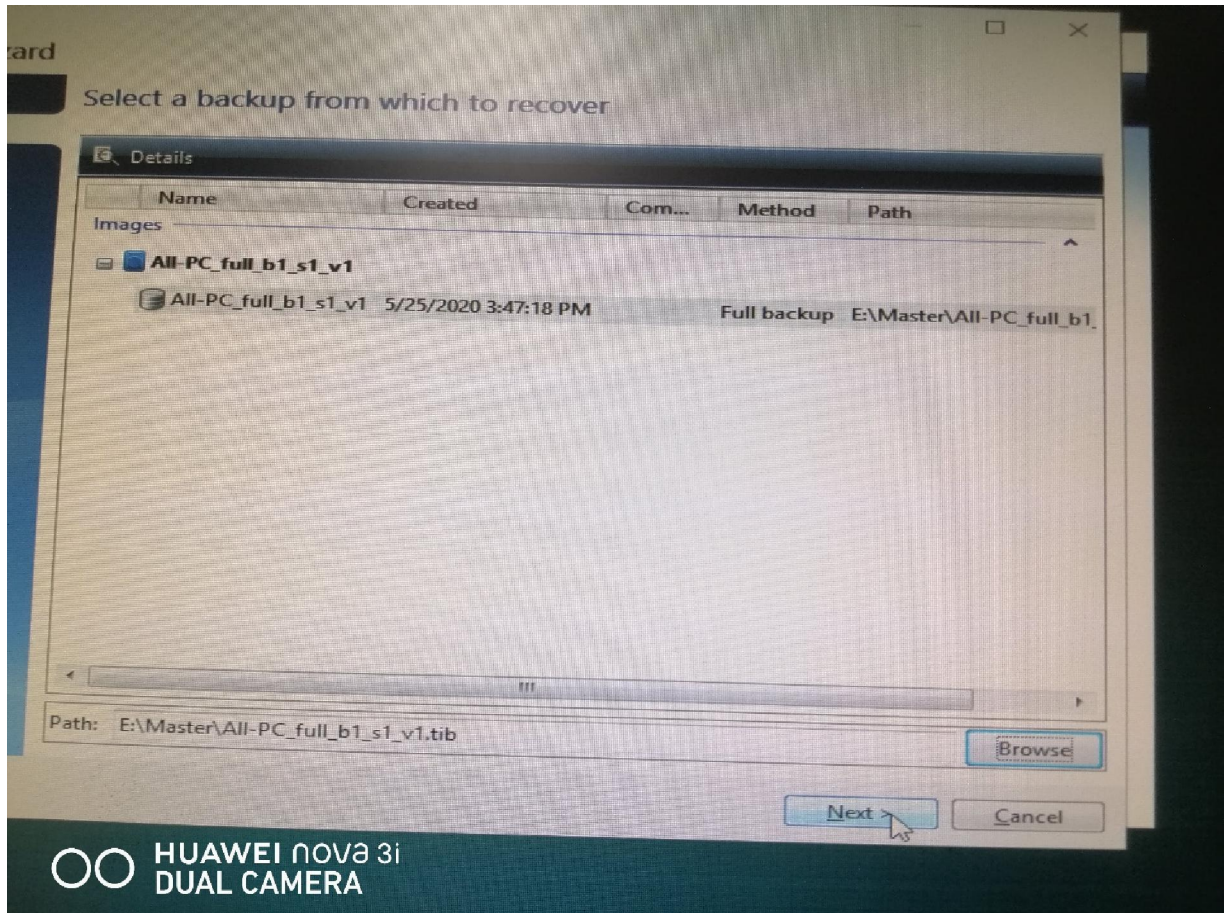 zard
Select a backup from which to recover
Details
Name Created Com... Method Path
Images
All-PC_full_b1_s1_v1
All-PC_full_b1_s1_v1 5/25/2020 3:47:18 PM Full backup E:\Master\All-PC_full_b1_
Path: E:\Master\All-PC_full_b1_s1_v1.tib
Browse
Next > Cancel
HUAWEI nova 3i
DUAL CAMERA